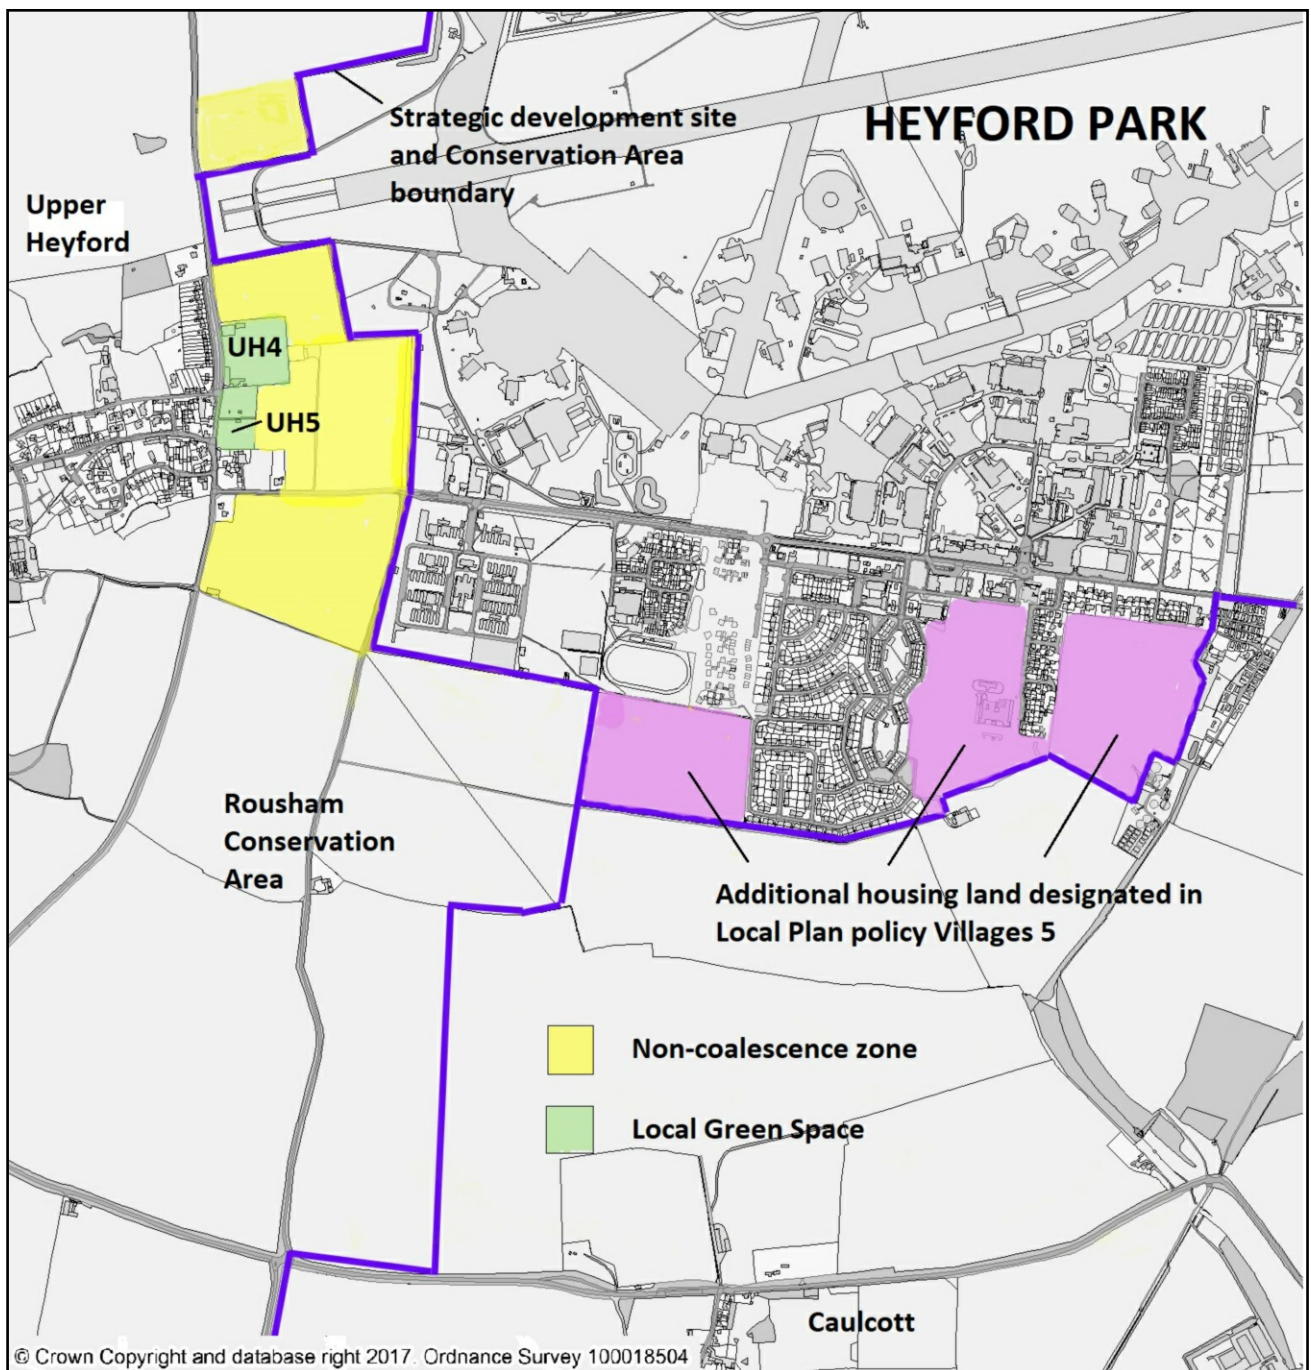 HEYFORD PARK
Strategic development site
and Conservation Area
boundary
Upper
Heyford
UH4
UH5
Rousham
Conservation
Area
Additional housing land designated in
Local Plan policy Villages 5
Non-coalescence zone
Local Green Space
Caulcott
© Crown Copyright and database right 2017. Ordnance Survey 100018504